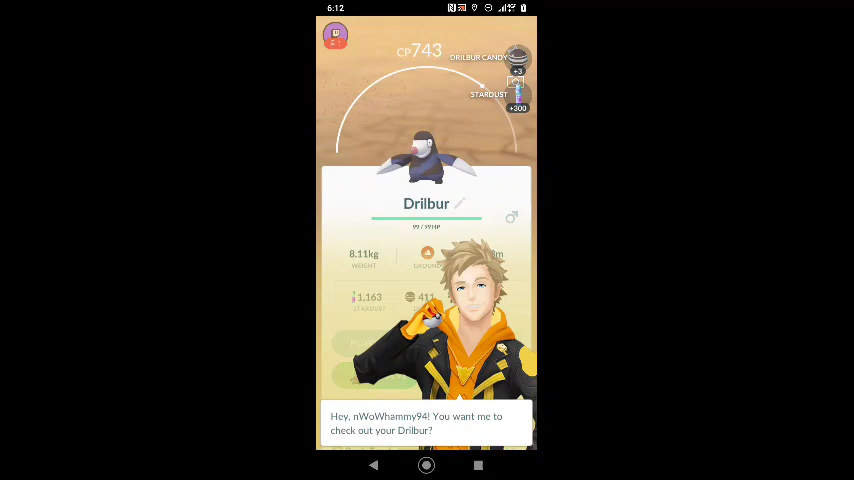 6:12
CP743
DRILBUR CANDY
+3
STARDUST
+300
Drilbur
99 / 99 HP
8.11kg
WEIGHT
GROUND
1,163
STARDUST
411
Hey, nWoWhammy94! You want me to
check out your Drilbur?